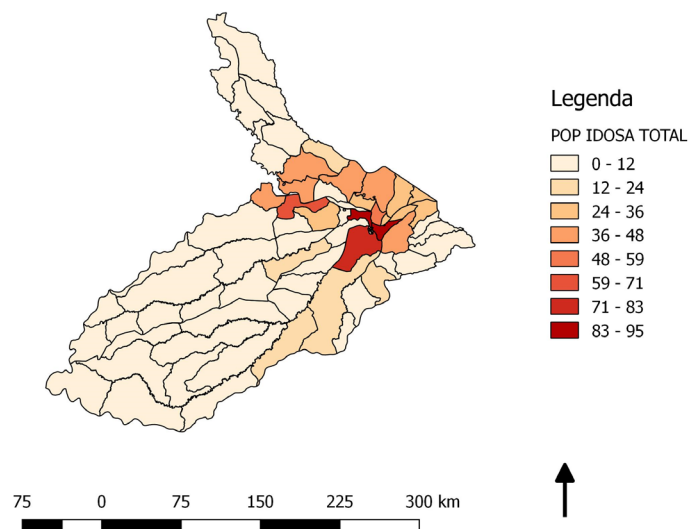 Legenda
POP IDOSA TOTAL
0 - 12
12 - 24
24 - 36
36 - 48
48 - 59
59 - 71
71 - 83
83 - 95
75 0 75 150 225 300 km